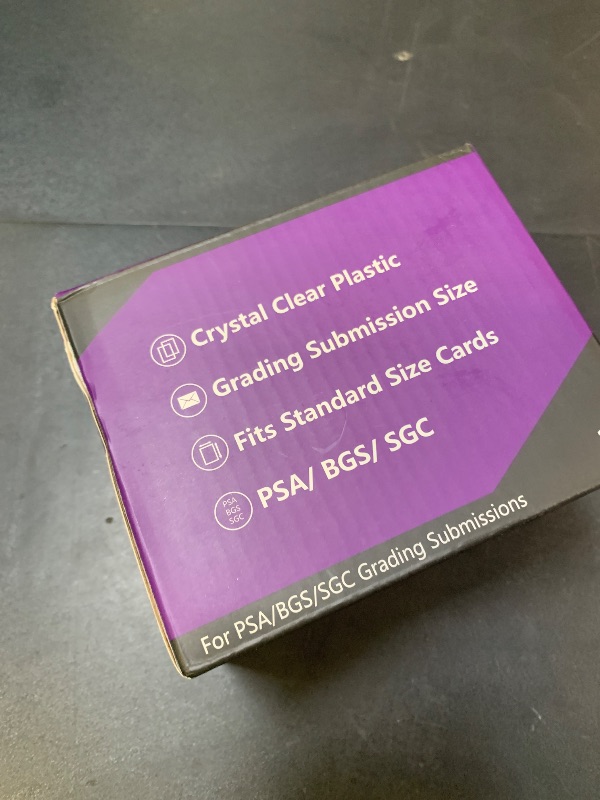 Crystal Clear Plastic
Grading Submission Size
Fits Standard Size Cards
PSA
BGS
SGC
PSA/ BGS/ SGC
For PSA/BGS/SGC Grading Submissions